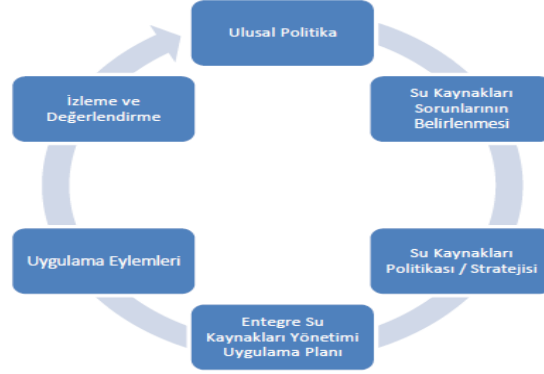 Ulusal Politika
Su Kaynakları
Sorunlarının
Belirlenmesi
Su Kaynakları
Politikası / Stratejisi
Entegre Su
Kaynakları Yönetimi
Uygulama Planı
Uygulama Eylemleri
İzleme ve
Değerlendirme